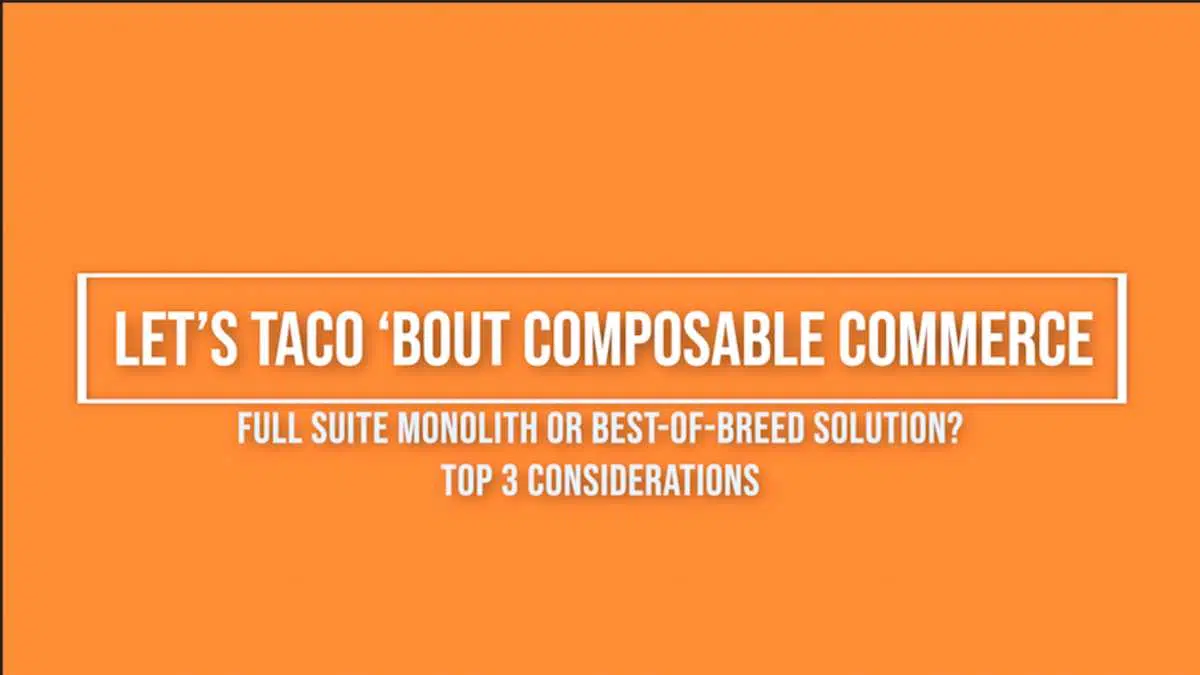 LET’S TACO ‘BOUT COMPOSABLE COMMERCE
FULL SUITE MONOLITH OR BEST-OF-BREED SOLUTION?
TOP 3 CONSIDERATIONS